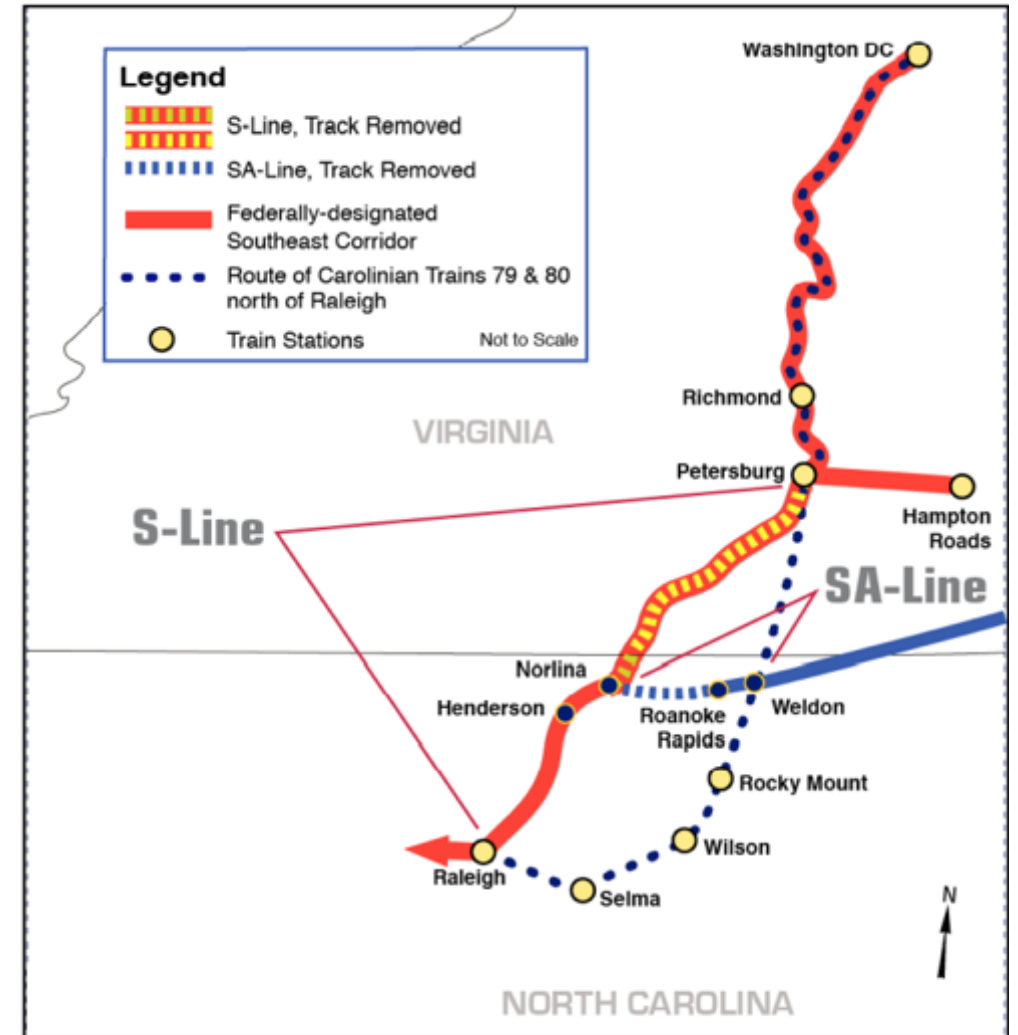 Washington DC
Legend
S-Line, Track Removed
SA-Line, Track Removed
Federally-designated
Southeast Corridor
Route of Carolinian Trains 79 & 80
north of Raleigh
Train Stations
Not to Scale
Richmond
VIRGINIA
Petersburg
S-Line
Hampton
Roads
SA-Line
Norlina
Henderson
Roanoke
Rapids
Weldon
Rocky Mount
Wilson
Raleigh
Selma
N
NORTH CAROLINA